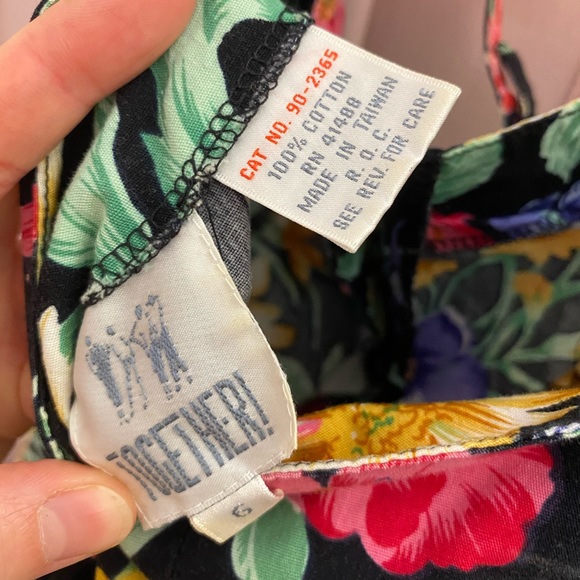 CAT NO. 90-2365
100% COTTON
RN 41488
MADE IN TAIWAN
R. O. C.
SEE REV. FOR CARE
TOGETHER!
6